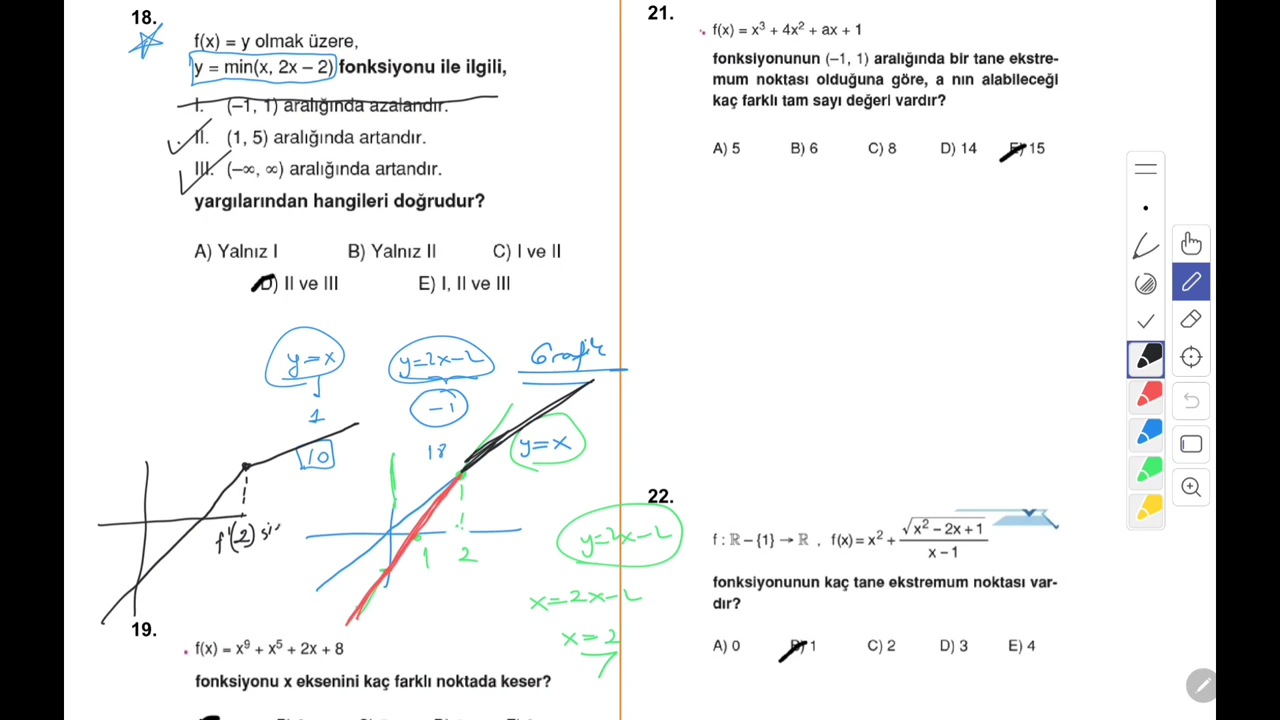 18.
f(x) = y olmak üzere,
y = min(x, 2x – 2) fonksiyonu ile ilgili,
I. (–1, 1) aralığında azalandır.
II. (1, 5) aralığında artandır.
III. (–∞, ∞) aralığında artandır.
yargılarından hangileri doğrudur?
A) Yalnız I B) Yalnız II C) I ve II
D) II ve III E) I, II ve III
y=x y=2x-2 Grafik
1 -1
10 18 y=x
f'(2)
1 2
y=2x-2
x=2x-2
x=2
19.
f(x) = x⁹ + x⁵ + 2x + 8
fonksiyonu x eksenini kaç farklı noktada keser?
21.
f(x) = x³ + 4x² + ax + 1
fonksiyonunun (–1, 1) aralığında bir tane ekstre-
mum noktası olduğuna göre, a nın alabileceği
kaç farklı tam sayı değeri vardır?
A) 5 B) 6 C) 8 D) 14 E) 15
22.
f : ℝ – {1} → ℝ , f(x) = x² + √(x² – 2x + 1) / (x – 1)
fonksiyonunun kaç tane ekstremum noktası var-
dır?
A) 0 B) 1 C) 2 D) 3 E) 4